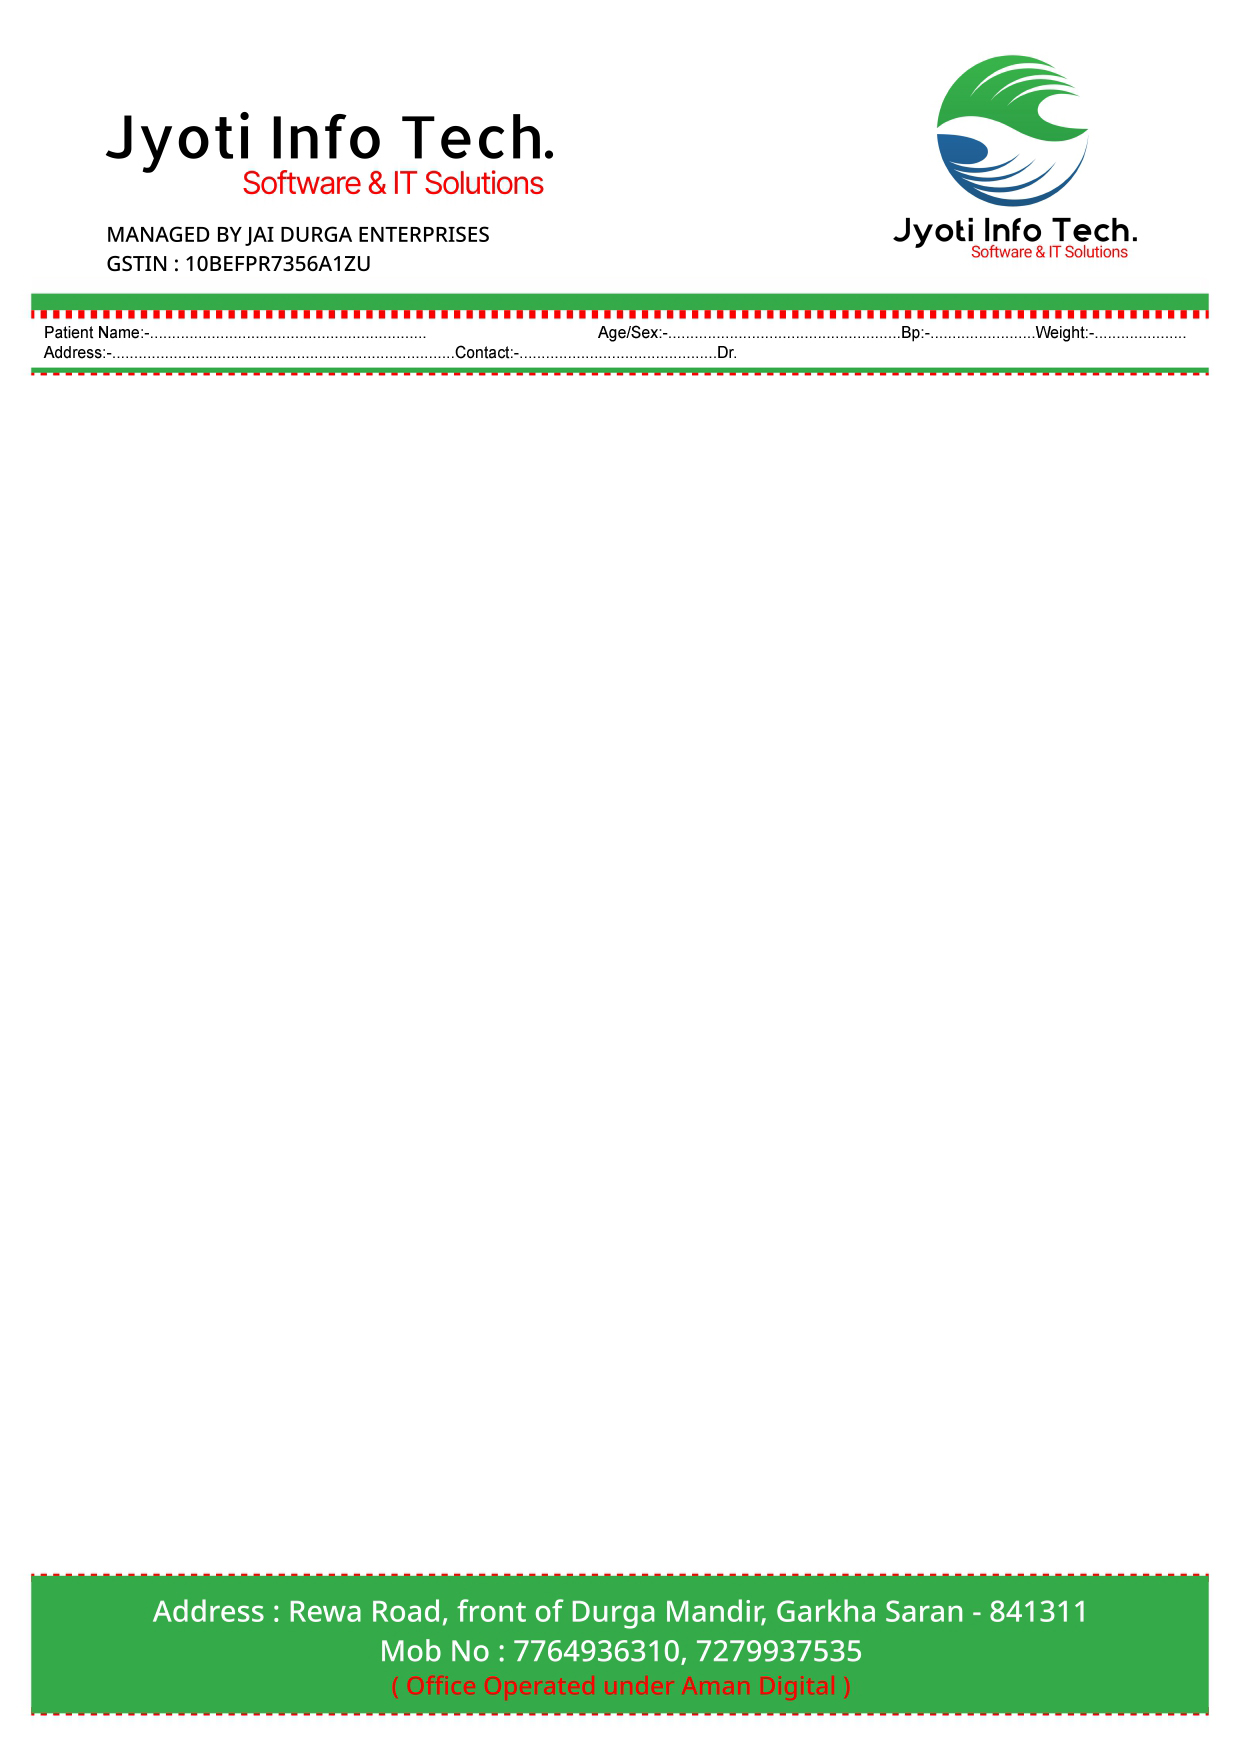 Jyoti Info Tech.
Software & IT Solutions
MANAGED BY JAI DURGA ENTERPRISES
GSTIN : 10BEFPR7356A1ZU
Jyoti Info Tech.
Software & IT Solutions
Patient Name:-............................................................... Age/Sex:-.....................................................Bp:-........................Weight:-.....................
Address:-..............................................................................Contact:-.............................................Dr.
Address : Rewa Road, front of Durga Mandir, Garkha Saran - 841311
Mob No : 7764936310, 7279937535
( Office Operated under Aman Digital )